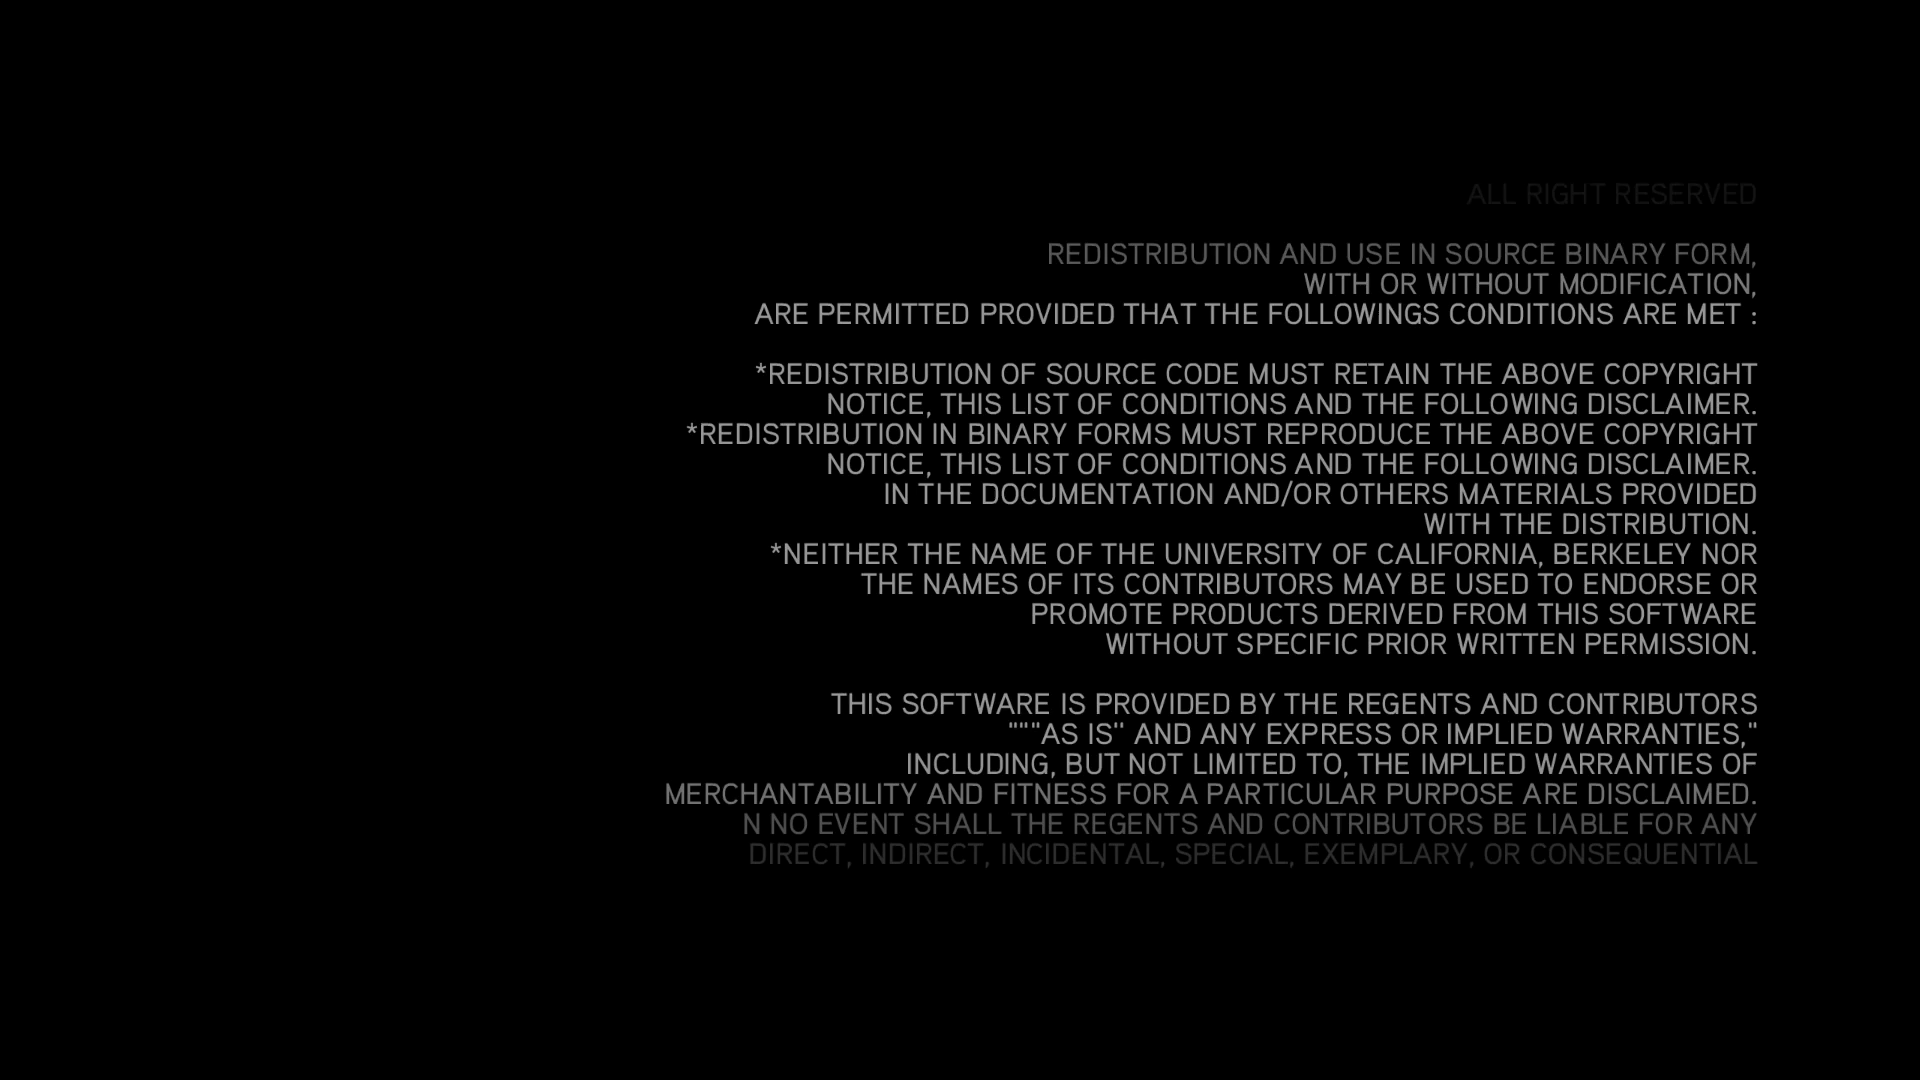 ALL RIGHT RESERVED
REDISTRIBUTION AND USE IN SOURCE BINARY FORM,
WITH OR WITHOUT MODIFICATION,
ARE PERMITTED PROVIDED THAT THE FOLLOWINGS CONDITIONS ARE MET :
*REDISTRIBUTION OF SOURCE CODE MUST RETAIN THE ABOVE COPYRIGHT
NOTICE, THIS LIST OF CONDITIONS AND THE FOLLOWING DISCLAIMER.
*REDISTRIBUTION IN BINARY FORMS MUST REPRODUCE THE ABOVE COPYRIGHT
NOTICE, THIS LIST OF CONDITIONS AND THE FOLLOWING DISCLAIMER.
IN THE DOCUMENTATION AND/OR OTHERS MATERIALS PROVIDED
WITH THE DISTRIBUTION.
*NEITHER THE NAME OF THE UNIVERSITY OF CALIFORNIA, BERKELEY NOR
THE NAMES OF ITS CONTRIBUTORS MAY BE USED TO ENDORSE OR
PROMOTE PRODUCTS DERIVED FROM THIS SOFTWARE
WITHOUT SPECIFIC PRIOR WRITTEN PERMISSION.
THIS SOFTWARE IS PROVIDED BY THE REGENTS AND CONTRIBUTORS
"""AS IS'' AND ANY EXPRESS OR IMPLIED WARRANTIES,"
INCLUDING, BUT NOT LIMITED TO, THE IMPLIED WARRANTIES OF
MERCHANTABILITY AND FITNESS FOR A PARTICULAR PURPOSE ARE DISCLAIMED.
N NO EVENT SHALL THE REGENTS AND CONTRIBUTORS BE LIABLE FOR ANY
DIRECT, INDIRECT, INCIDENTAL, SPECIAL, EXEMPLARY, OR CONSEQUENTIAL